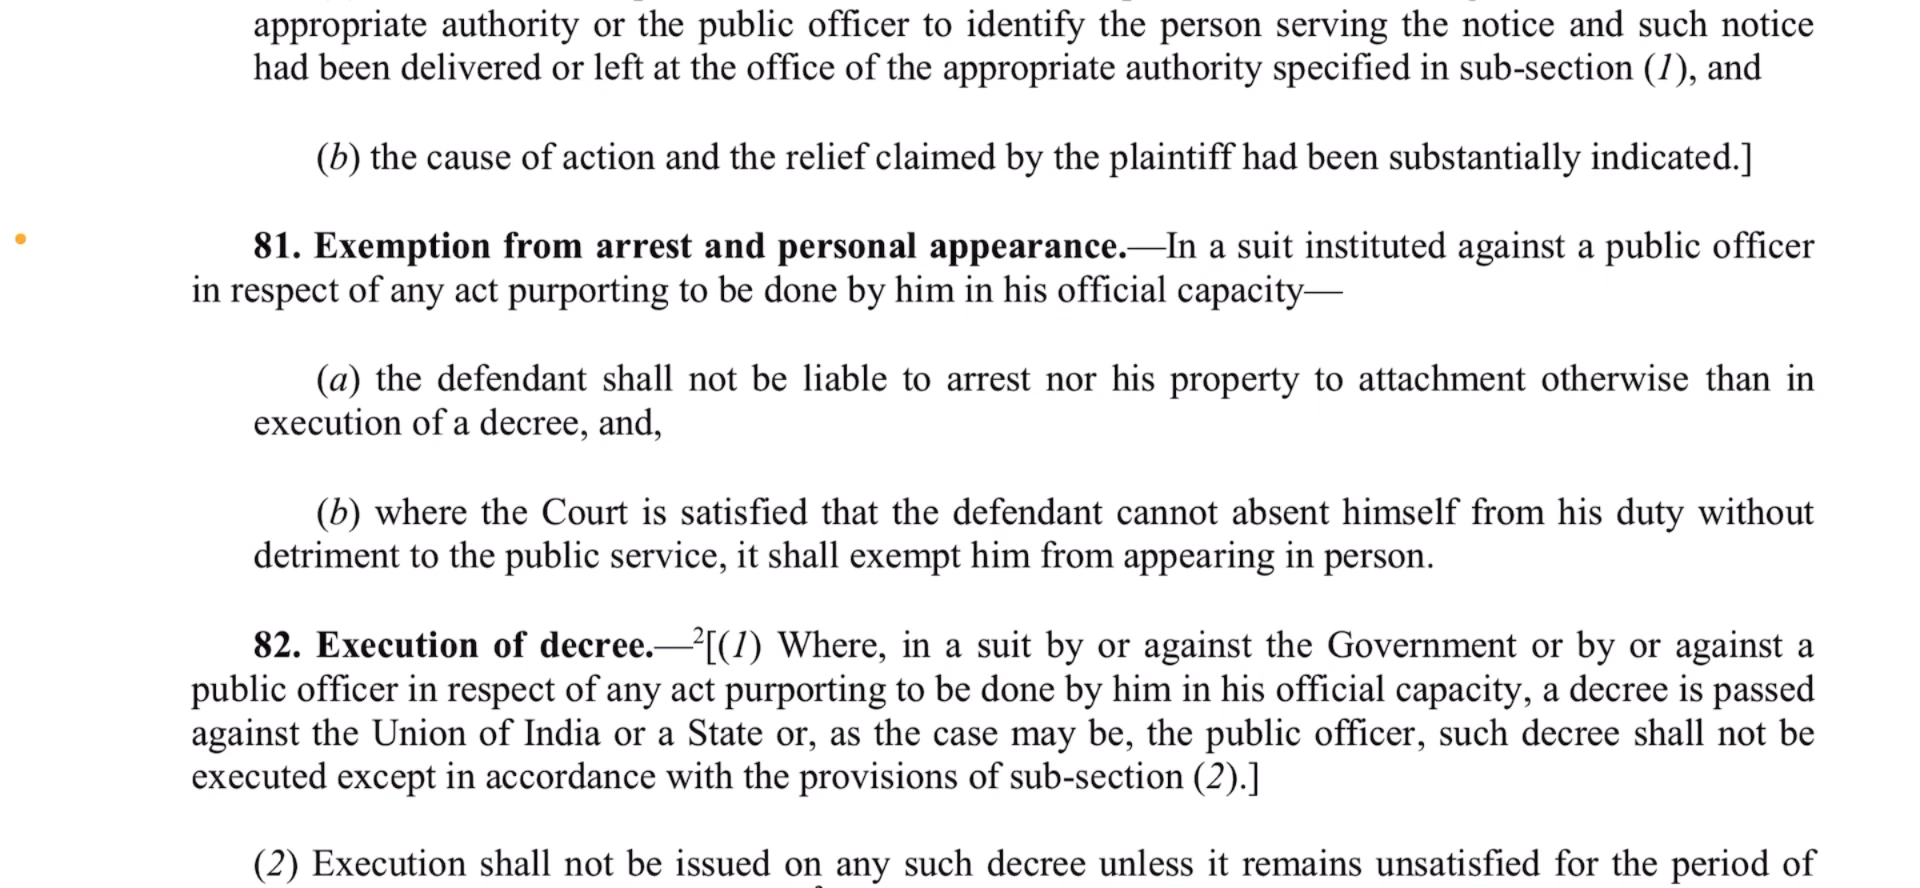 appropriate authority or the public officer to identify the person serving the notice and such notice
had been delivered or left at the office of the appropriate authority specified in sub-section (1), and
(b) the cause of action and the relief claimed by the plaintiff had been substantially indicated.]
81. Exemption from arrest and personal appearance.—In a suit instituted against a public officer
in respect of any act purporting to be done by him in his official capacity—
(a) the defendant shall not be liable to arrest nor his property to attachment otherwise than in
execution of a decree, and,
(b) where the Court is satisfied that the defendant cannot absent himself from his duty without
detriment to the public service, it shall exempt him from appearing in person.
82. Execution of decree.—²[(1) Where, in a suit by or against the Government or by or against a
public officer in respect of any act purporting to be done by him in his official capacity, a decree is passed
against the Union of India or a State or, as the case may be, the public officer, such decree shall not be
executed except in accordance with the provisions of sub-section (2).]
(2) Execution shall not be issued on any such decree unless it remains unsatisfied for the period of